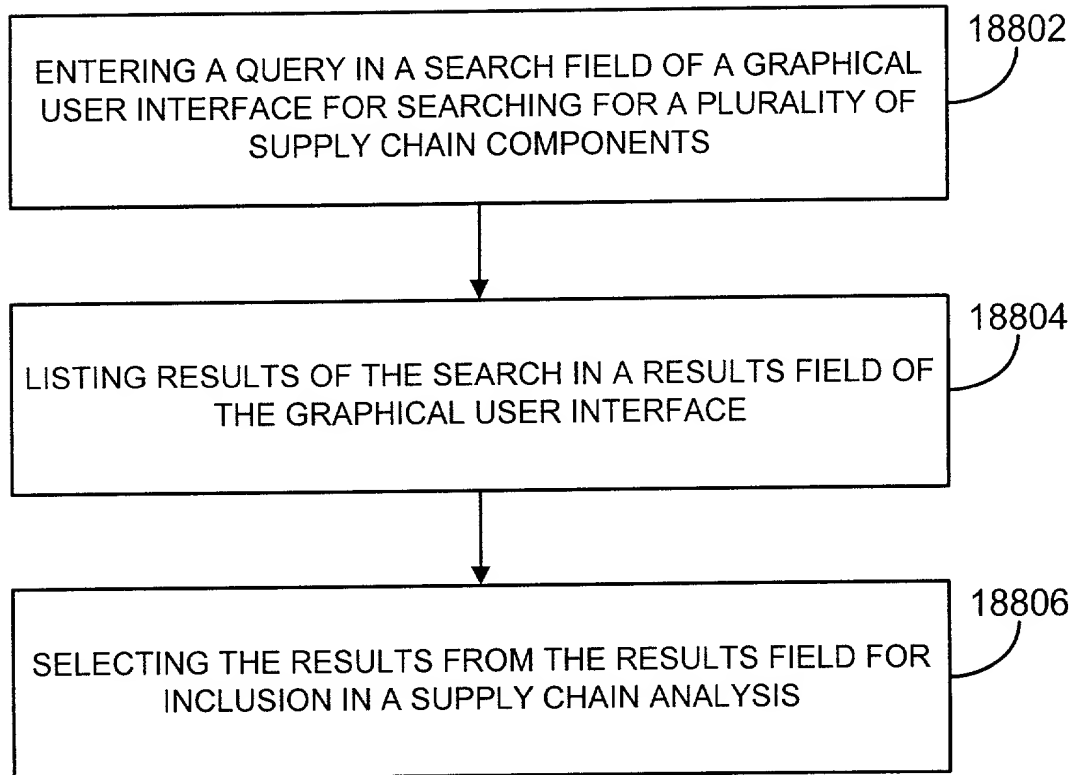 18802
ENTERING A QUERY IN A SEARCH FIELD OF A GRAPHICAL
USER INTERFACE FOR SEARCHING FOR A PLURALITY OF
SUPPLY CHAIN COMPONENTS
18804
LISTING RESULTS OF THE SEARCH IN A RESULTS FIELD OF
THE GRAPHICAL USER INTERFACE
18806
SELECTING THE RESULTS FROM THE RESULTS FIELD FOR
INCLUSION IN A SUPPLY CHAIN ANALYSIS